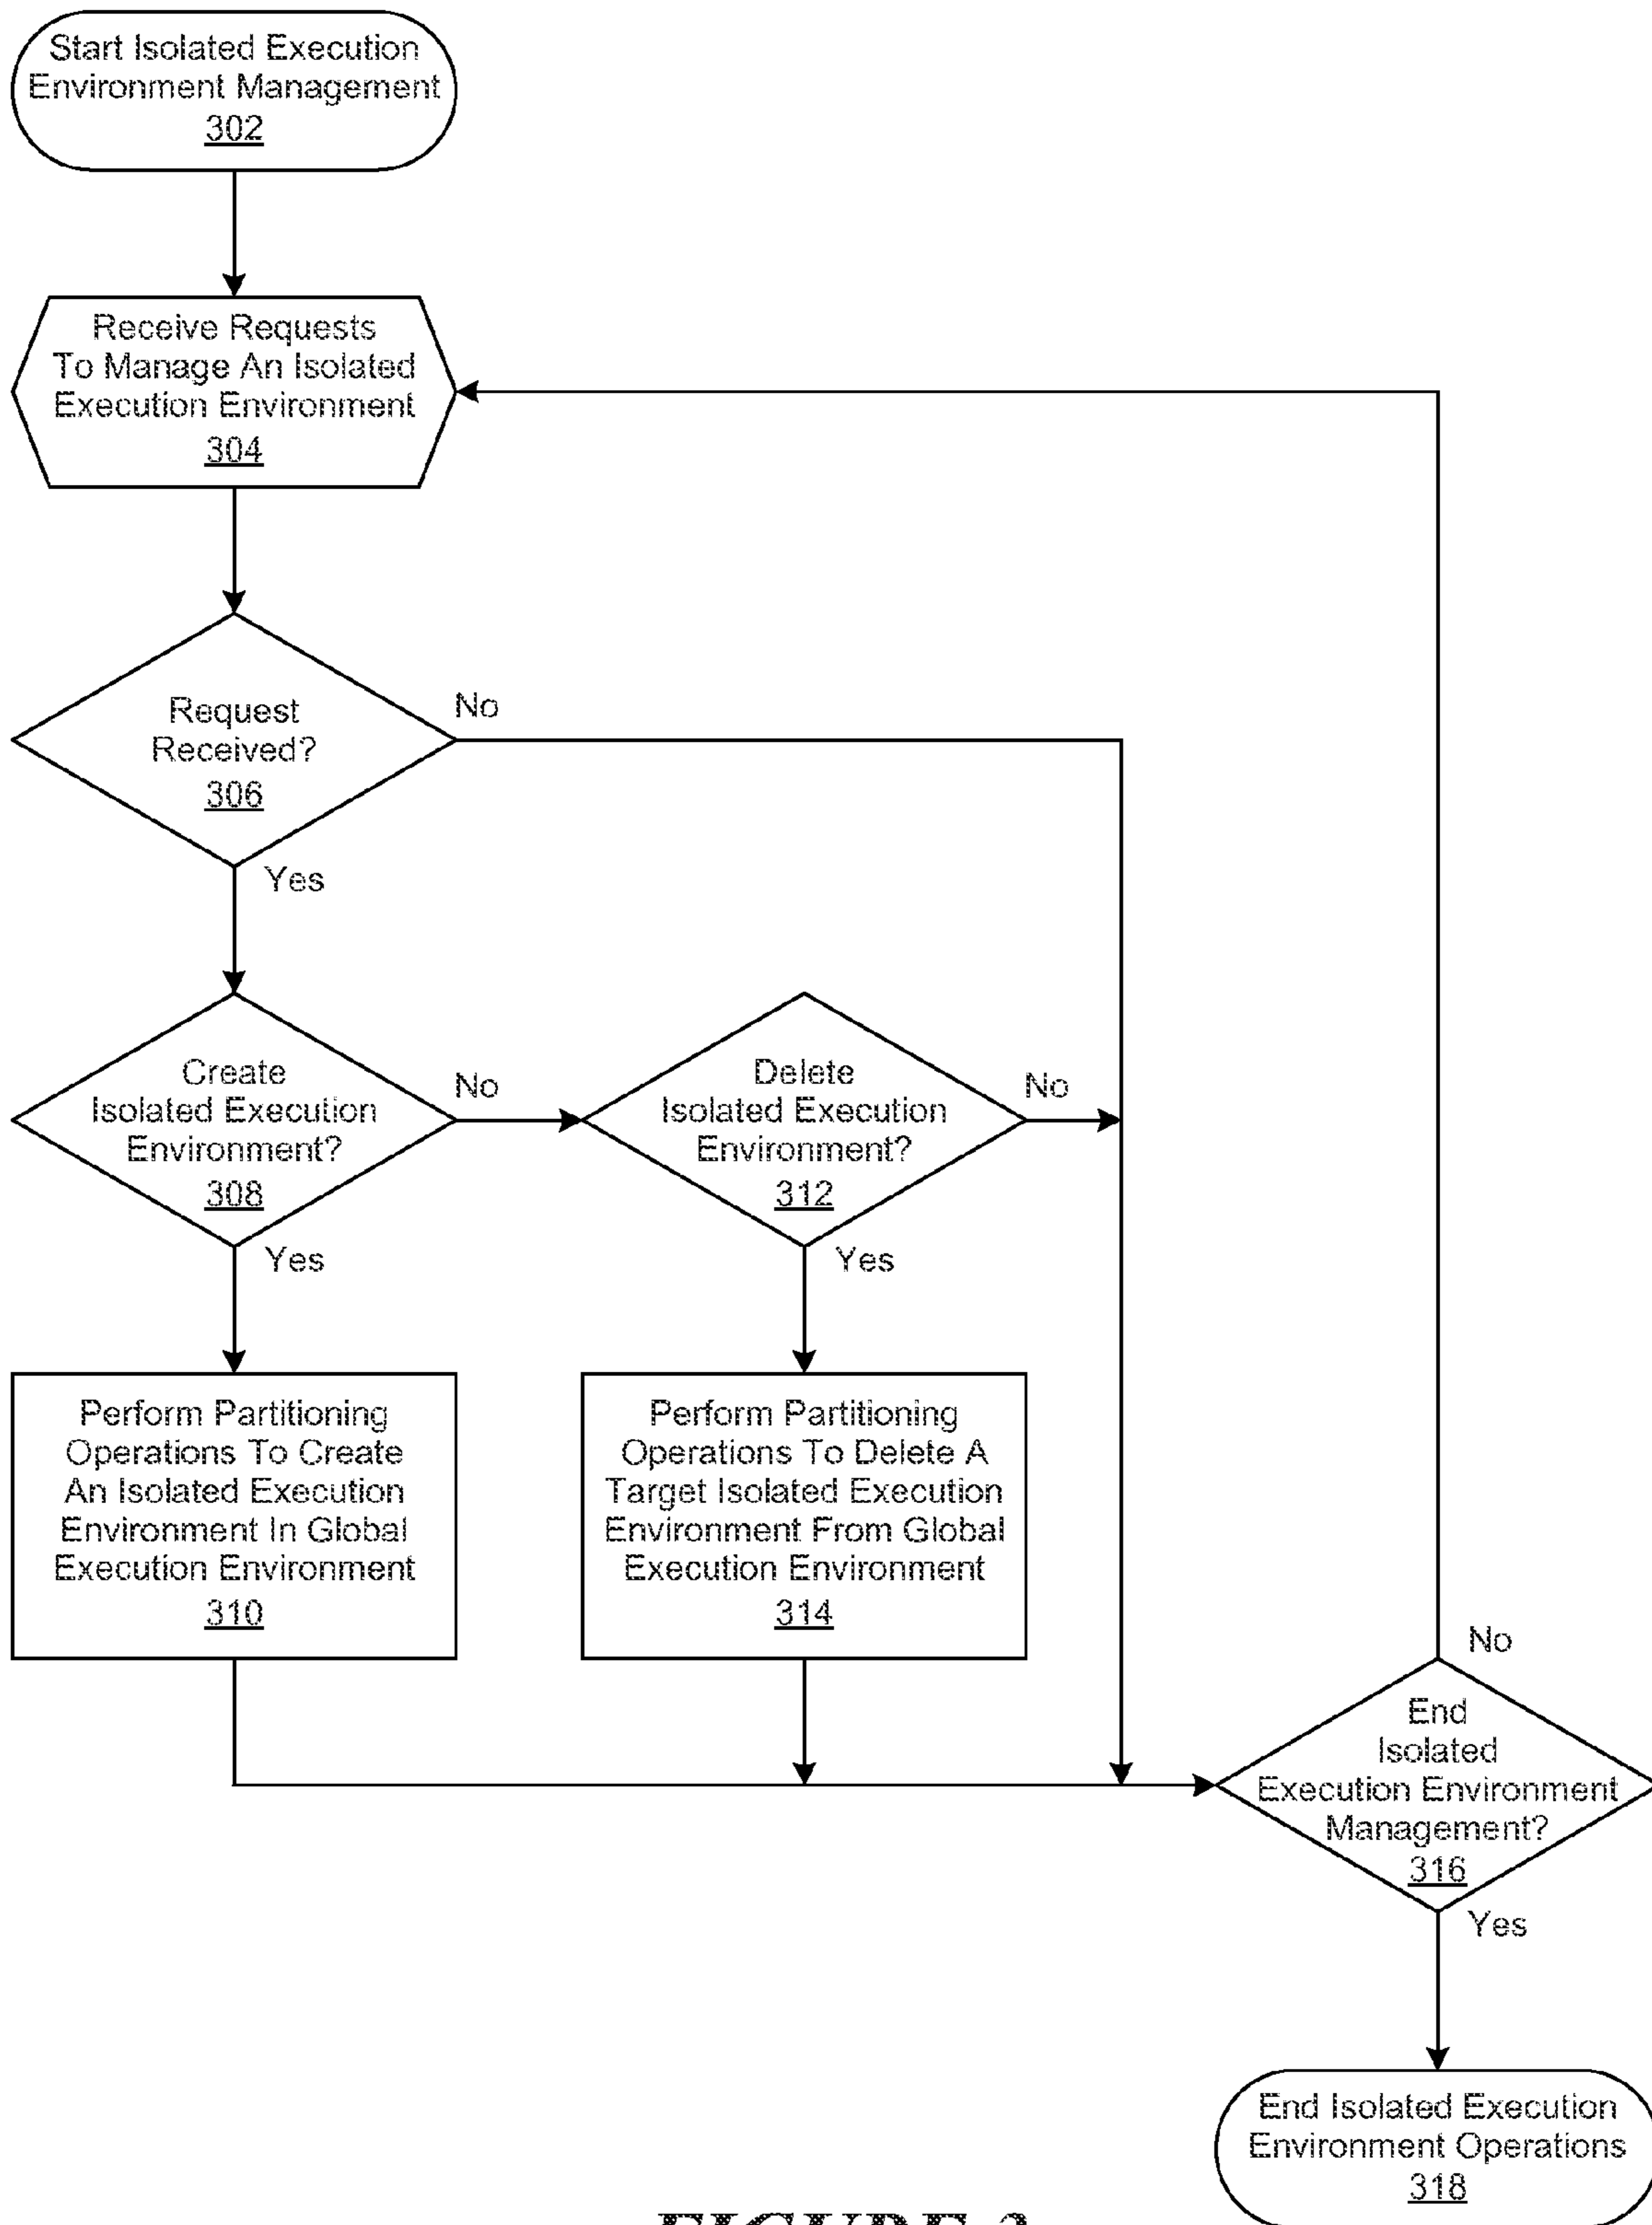 Start Isolated Execution
Environment Management
302
Receive Requests
To Manage An Isolated
Execution Environment
304
Request
Received?
306
No
Yes
Create
Isolated Execution
Environment?
308
No
Yes
Delete
Isolated Execution
Environment?
312
No
Yes
Perform Partitioning
Operations To Create
An Isolated Execution
Environment In Global
Execution Environment
310
Perform Partitioning
Operations To Delete A
Target Isolated Execution
Environment From Global
Execution Environment
314
No
End
Isolated
Execution Environment
Management?
316
Yes
End Isolated Execution
Environment Operations
318
FIGURE 3